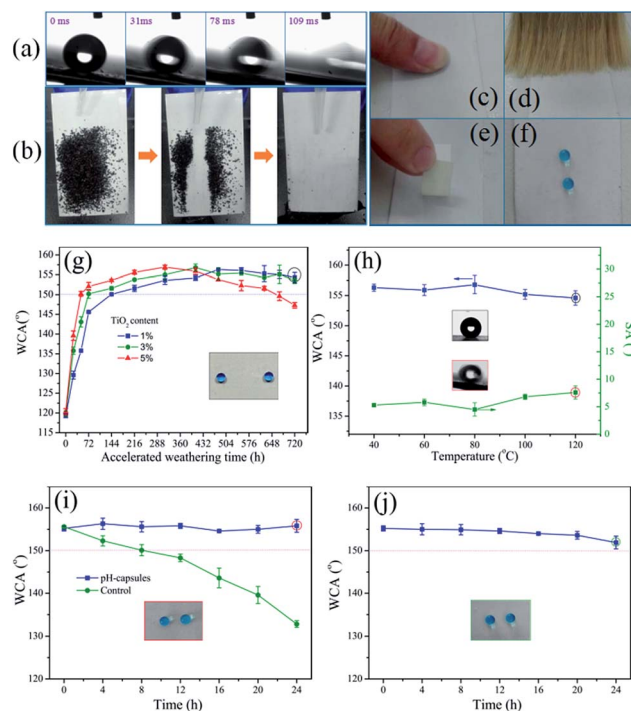 (a)
0 ms
31ms
78 ms
109 ms
(b)
(c)
(d)
(e)
(f)
(g)
WCA (°)
160
155
150
145
140
135
130
125
120
115
TiO2 content
1%
3%
5%
0 72 144 216 288 360 432 504 576 648 720
Accelerated weathering time (h)
(h)
WCA (°)
160
155
150
145
140
135
30
25
20
15
10
5
0
SA (°)
40 60 80 100 120
Temperature (°C)
(i)
WCA (°)
160
150
140
130
120
pH-capsules
Control
0 4 8 12 16 20 24
Time (h)
(j)
WCA (°)
160
150
140
130
120
0 4 8 12 16 20 24
Time (h)